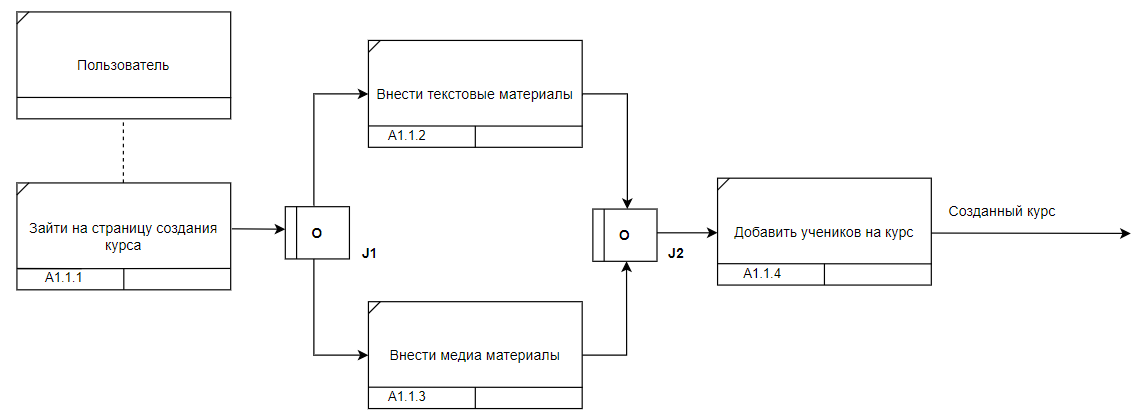 Пользователь
Зайти на страницу создания
курса
A1.1.1
O
J1
Внести текстовые материалы
A1.1.2
Внести медиа материалы
A1.1.3
O
J2
Добавить учеников на курс
A1.1.4
Созданный курс